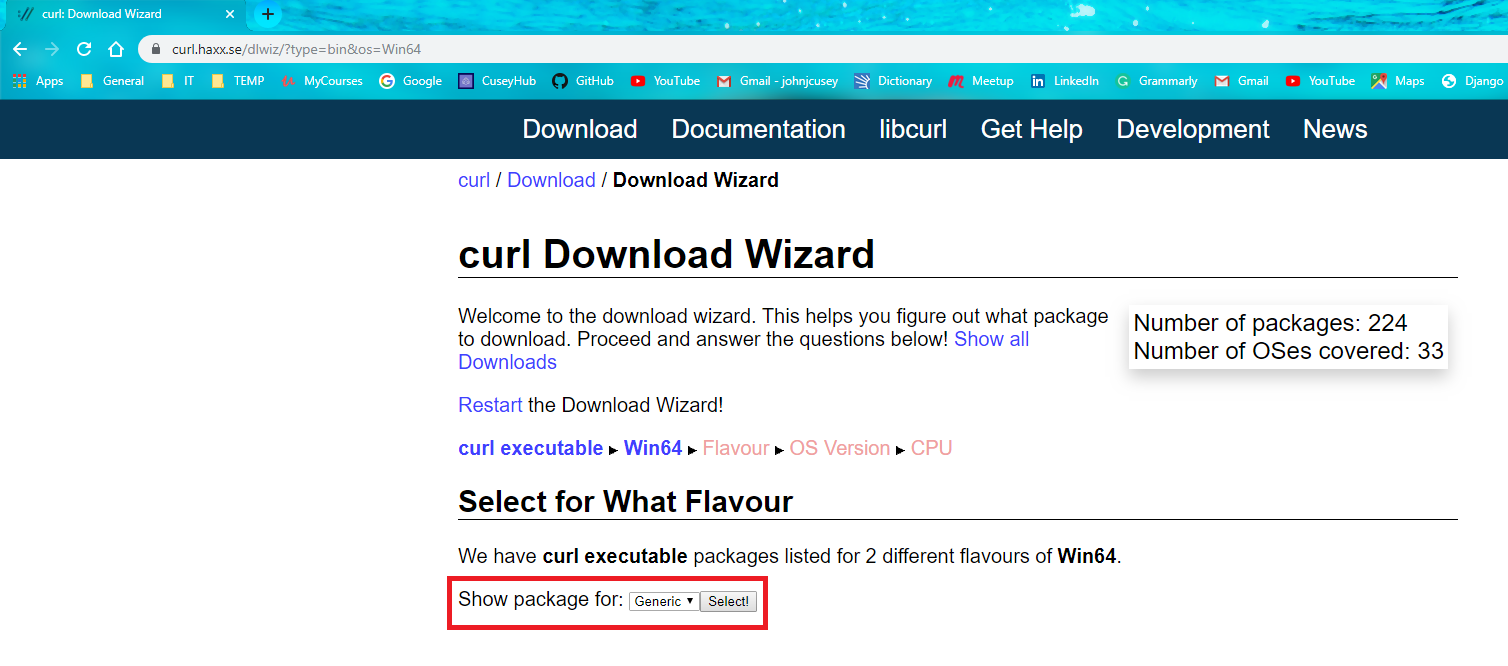 curl: Download Wizard
curl.haxx.se/dlwiz/?type=bin&os=Win64
Apps General IT TEMP MyCourses Google CuseyHub GitHub YouTube Gmail - johnjcusey Dictionary Meetup LinkedIn Grammarly Gmail YouTube Maps Django
Download Documentation libcurl Get Help Development News
curl / Download / Download Wizard
curl Download Wizard
Welcome to the download wizard. This helps you figure out what package
to download. Proceed and answer the questions below! Show all
Downloads
Number of packages: 224
Number of OSes covered: 33
Restart the Download Wizard!
curl executable ▸ Win64 ▸ Flavour ▸ OS Version ▸ CPU
Select for What Flavour
We have curl executable packages listed for 2 different flavours of Win64.
Show package for: Generic ▾ Select!